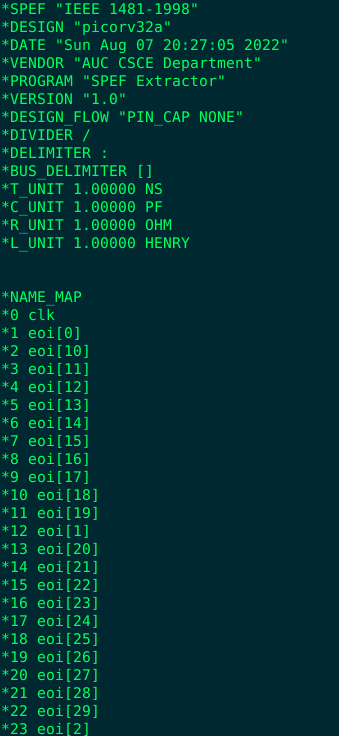 *SPEF "IEEE 1481-1998"
*DESIGN "picorv32a"
*DATE "Sun Aug 07 20:27:05 2022"
*VENDOR "AUC CSCE Department"
*PROGRAM "SPEF Extractor"
*VERSION "1.0"
*DESIGN_FLOW "PIN_CAP NONE"
*DIVIDER /
*DELIMITER :
*BUS_DELIMITER []
*T_UNIT 1.00000 NS
*C_UNIT 1.00000 PF
*R_UNIT 1.00000 OHM
*L_UNIT 1.00000 HENRY
*NAME_MAP
*0 clk
*1 eoi[0]
*2 eoi[10]
*3 eoi[11]
*4 eoi[12]
*5 eoi[13]
*6 eoi[14]
*7 eoi[15]
*8 eoi[16]
*9 eoi[17]
*10 eoi[18]
*11 eoi[19]
*12 eoi[1]
*13 eoi[20]
*14 eoi[21]
*15 eoi[22]
*16 eoi[23]
*17 eoi[24]
*18 eoi[25]
*19 eoi[26]
*20 eoi[27]
*21 eoi[28]
*22 eoi[29]
*23 eoi[2]